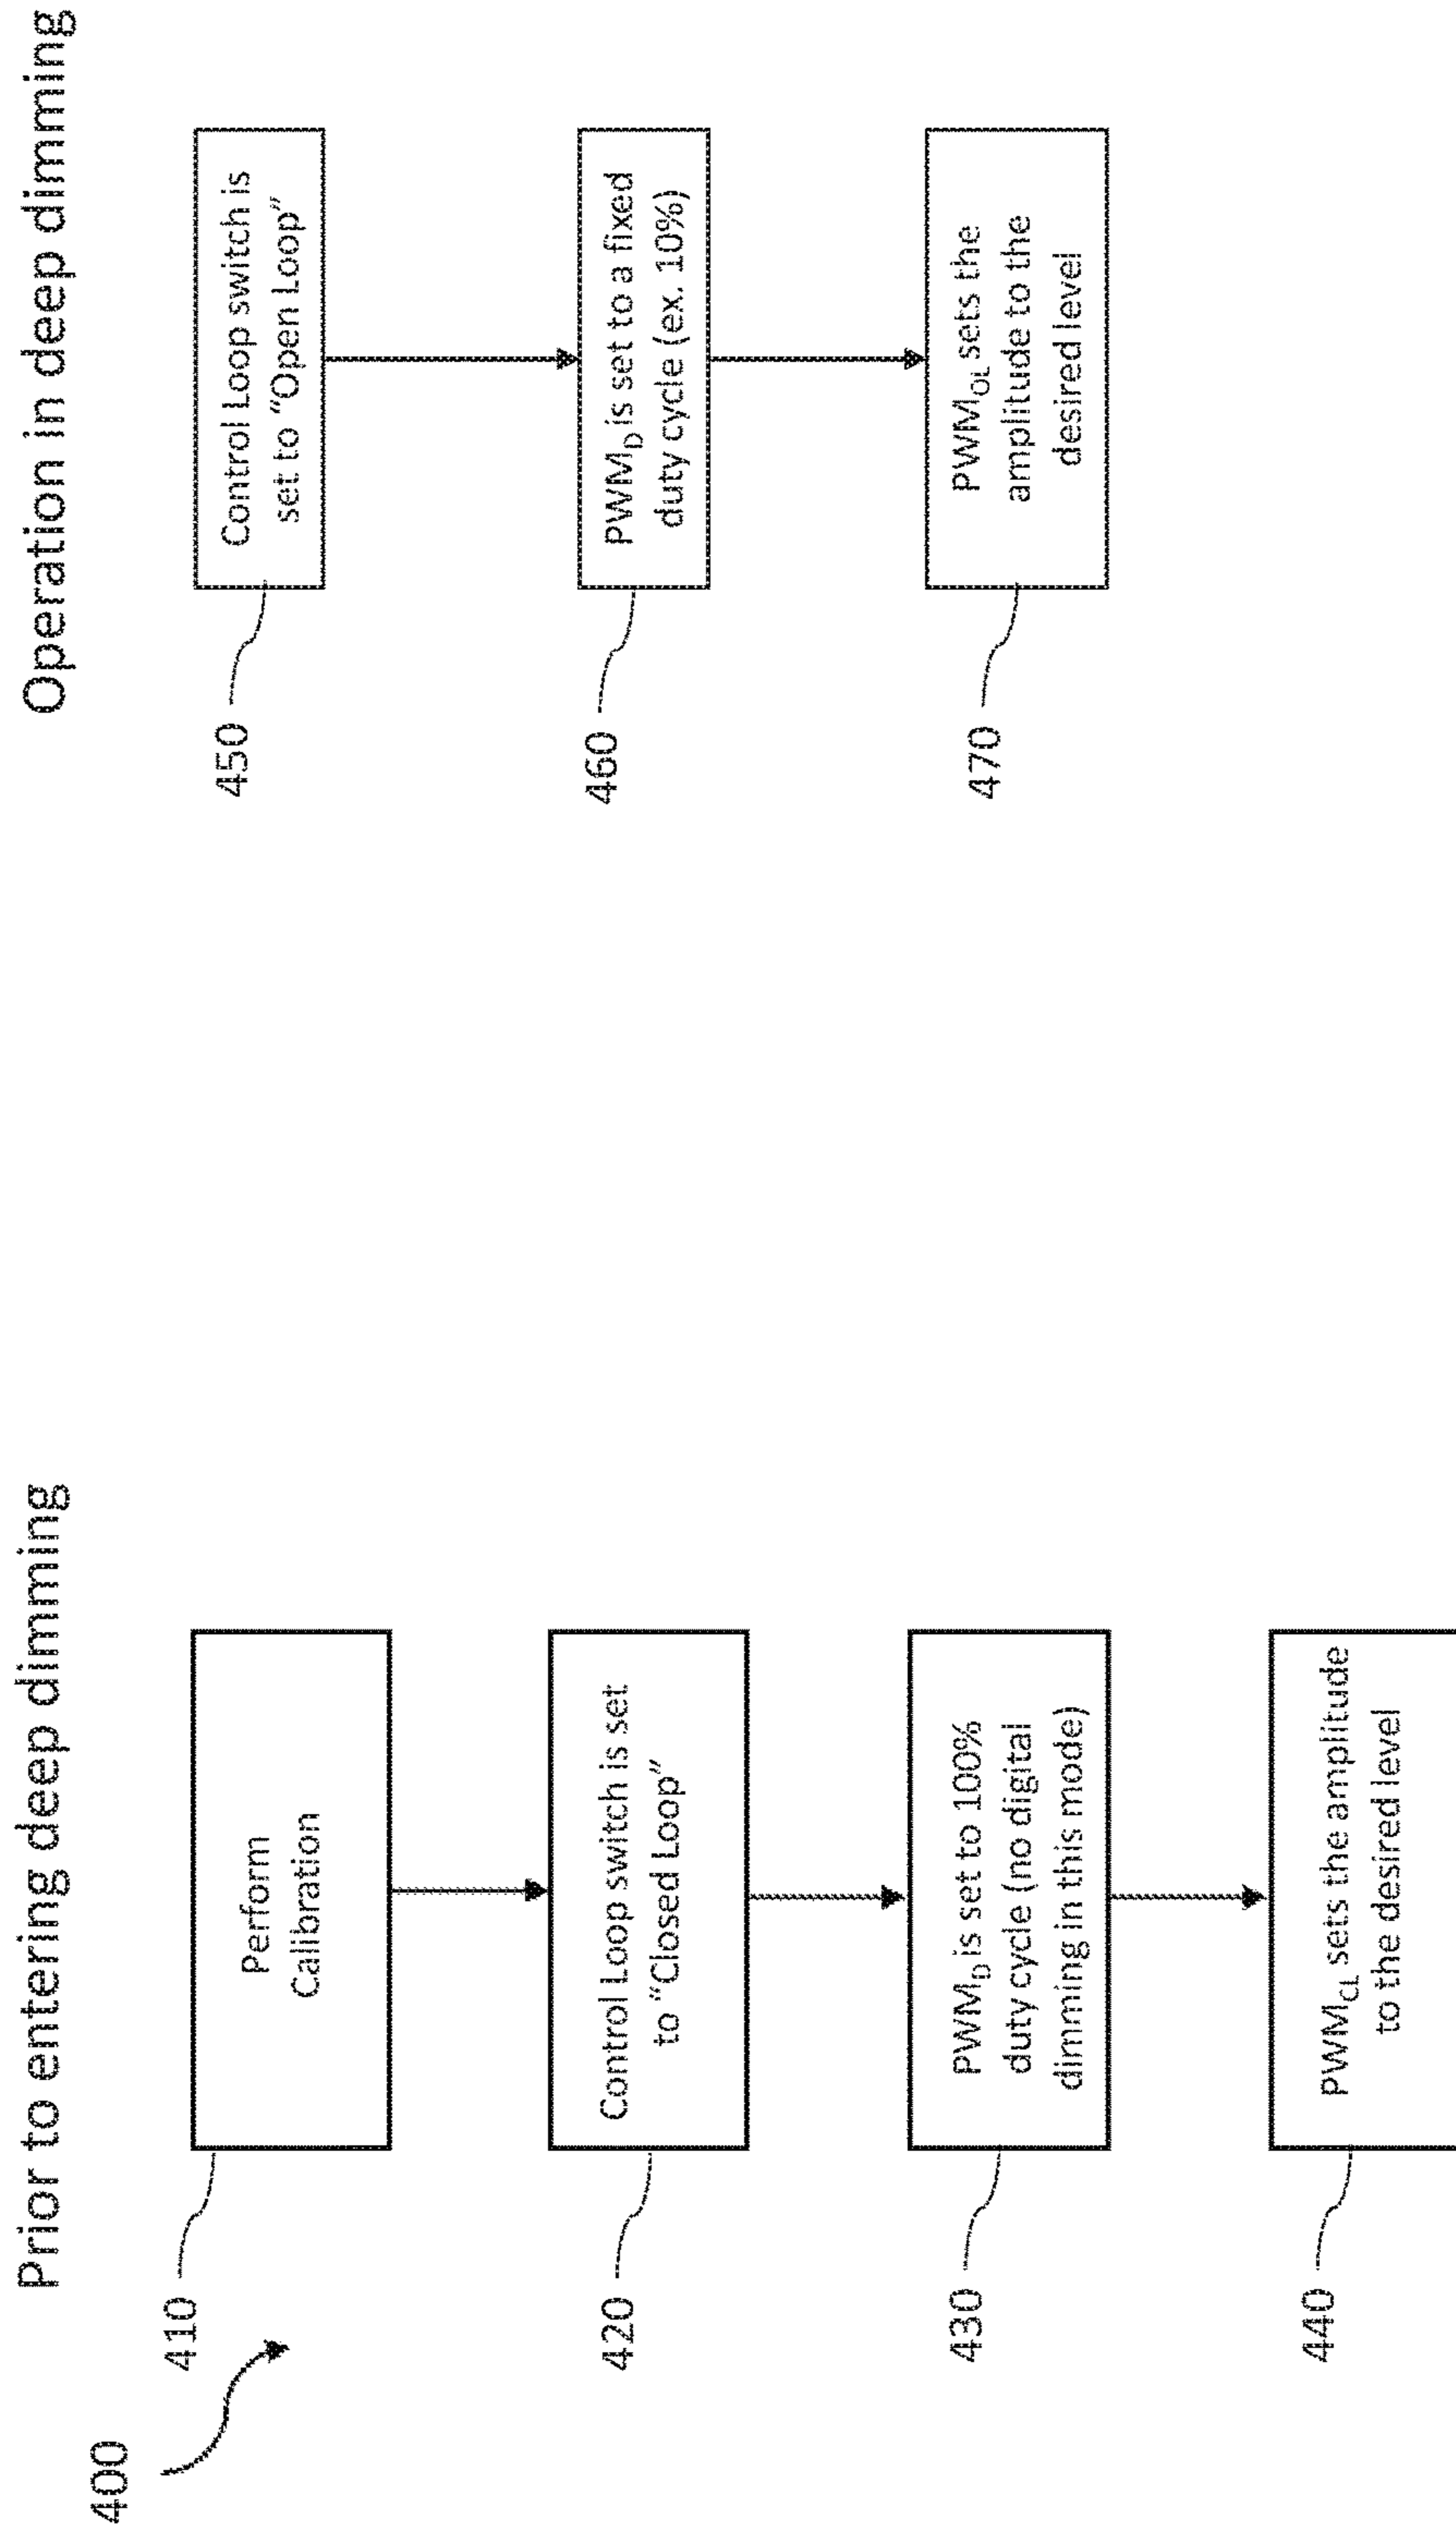 Prior to entering deep dimming
400
410
Perform
Calibration
420
Control Loop switch is set
to “Closed Loop”
430
PWM_D is set to 100%
duty cycle (no digital
dimming in this mode)
440
PWM_CL sets the amplitude
to the desired level
Operation in deep dimming
450
Control Loop switch is
set to “Open Loop”
460
PWM_D is set to a fixed
duty cycle (ex. 10%)
470
PWM_OL sets the
amplitude to the
desired level